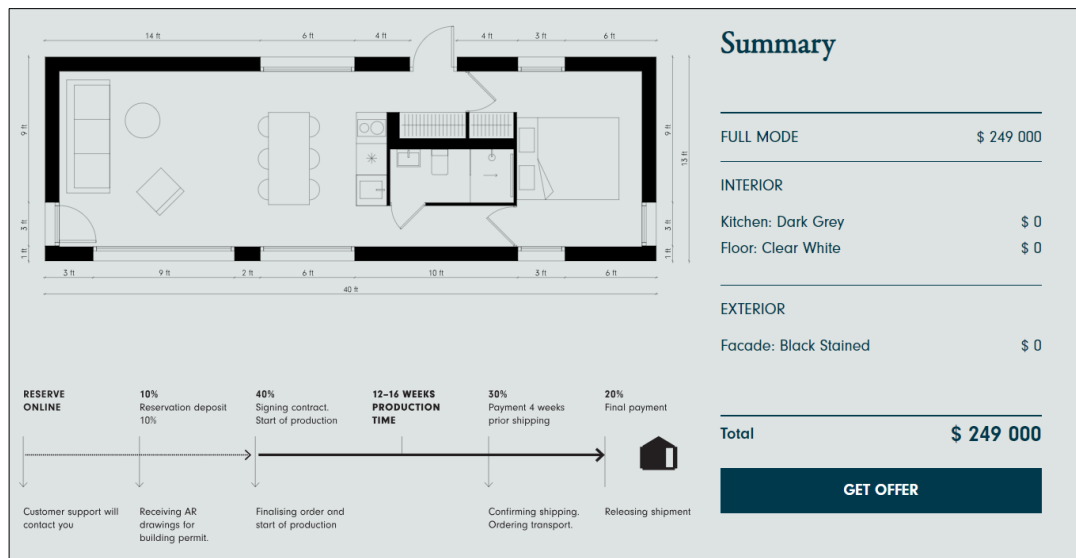 14 ft
6 ft
4 ft
4 ft
3 ft
6 ft
9 ft
3 ft
1 ft
9 ft
3 ft
1 ft
13 ft
3 ft
9 ft
2 ft
6 ft
10 ft
3 ft
6 ft
40 ft
RESERVE
ONLINE
10%
Reservation deposit
10%
40%
Signing contract.
Start of production
12–16 WEEKS
PRODUCTION
TIME
30%
Payment 4 weeks
prior shipping
20%
Final payment
Customer support will
contact you
Receiving AR
drawings for
building permit.
Finalising order and
start of production
Confirming shipping.
Ordering transport.
Releasing shipment
Summary
FULL MODE $ 249 000
INTERIOR
Kitchen: Dark Grey $ 0
Floor: Clear White $ 0
EXTERIOR
Facade: Black Stained $ 0
Total $ 249 000
GET OFFER